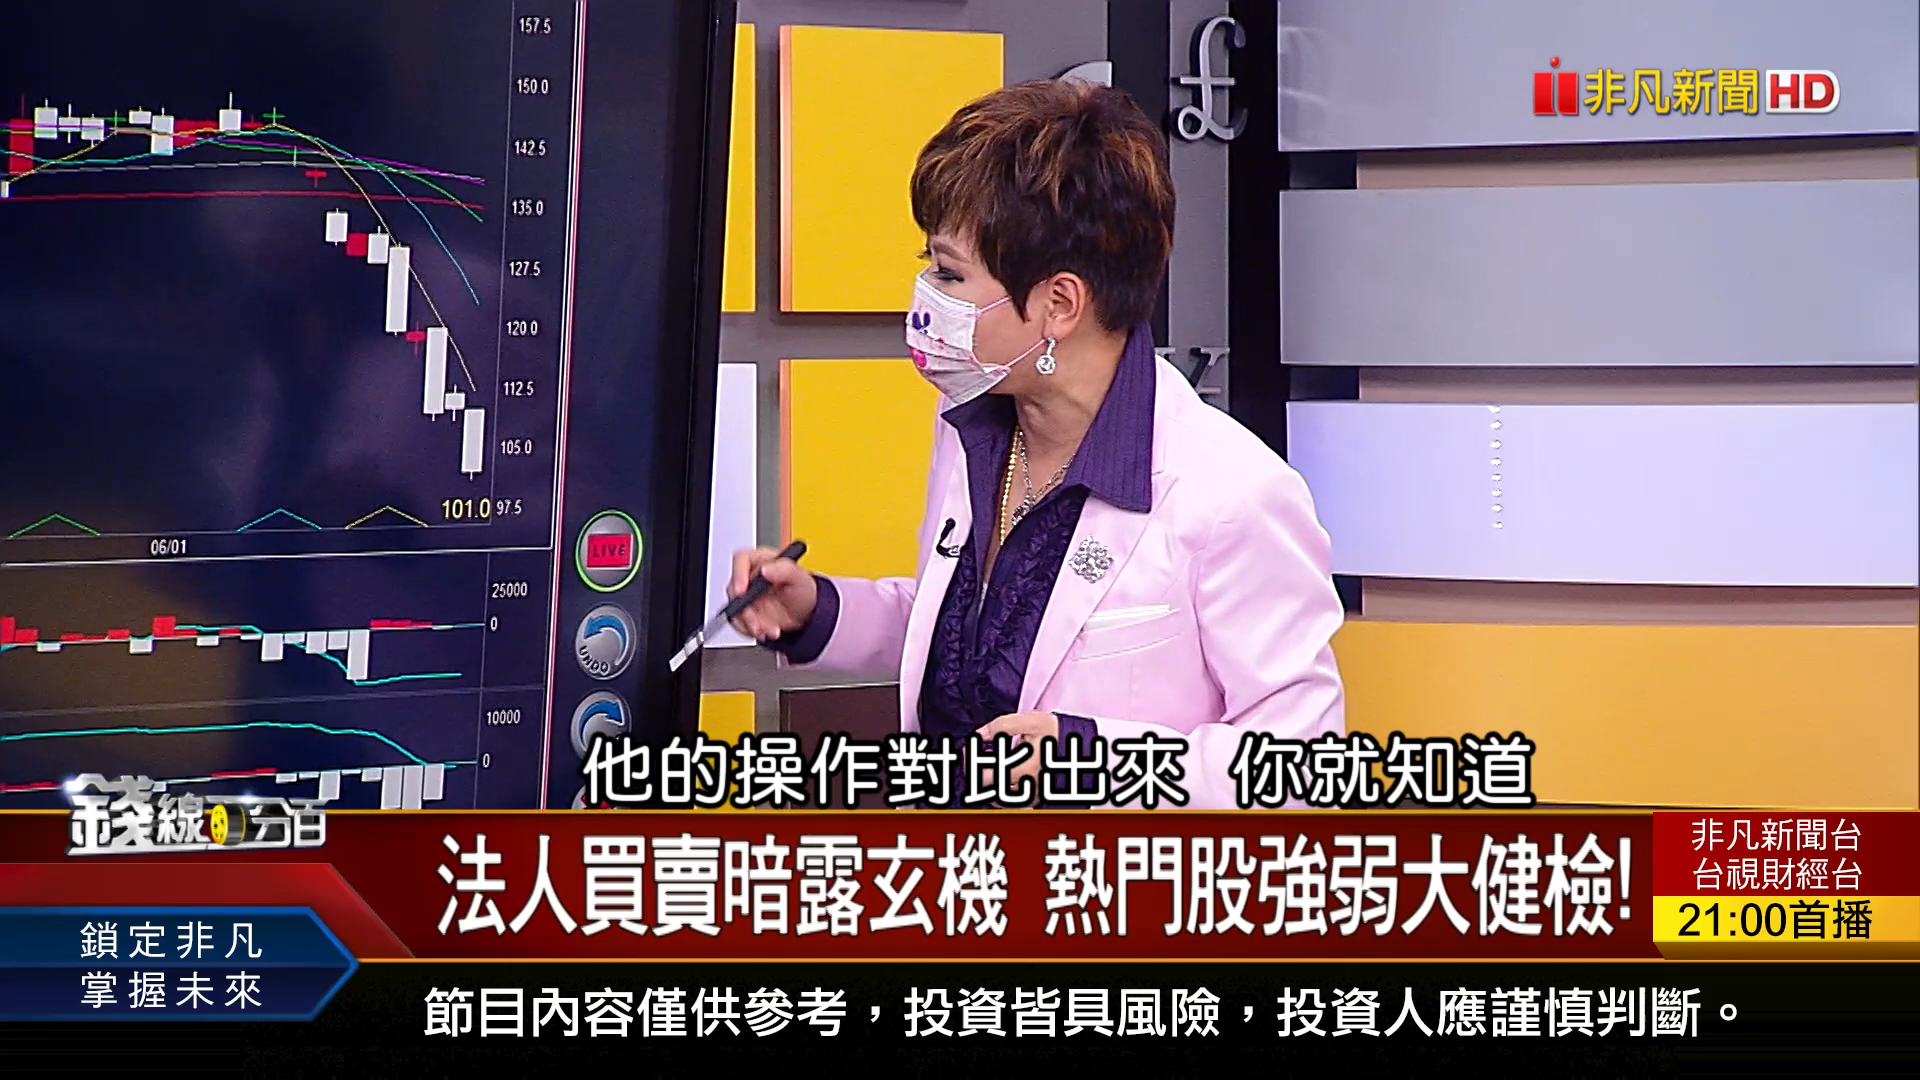 157.5
150.0
142.5
135.0
127.5
120.0
112.5
105.0
101.0 97.5
06/01
25000
0
10000
0
LIVE
UNDO
£
¥
非凡新聞HD
他的操作對比出來 你就知道
錢線百分百
法人買賣暗露玄機 熱門股強弱大健檢!
非凡新聞台
台視財經台
21:00首播
鎖定非凡
掌握未來
節目內容僅供參考，投資皆具風險，投資人應謹慎判斷。